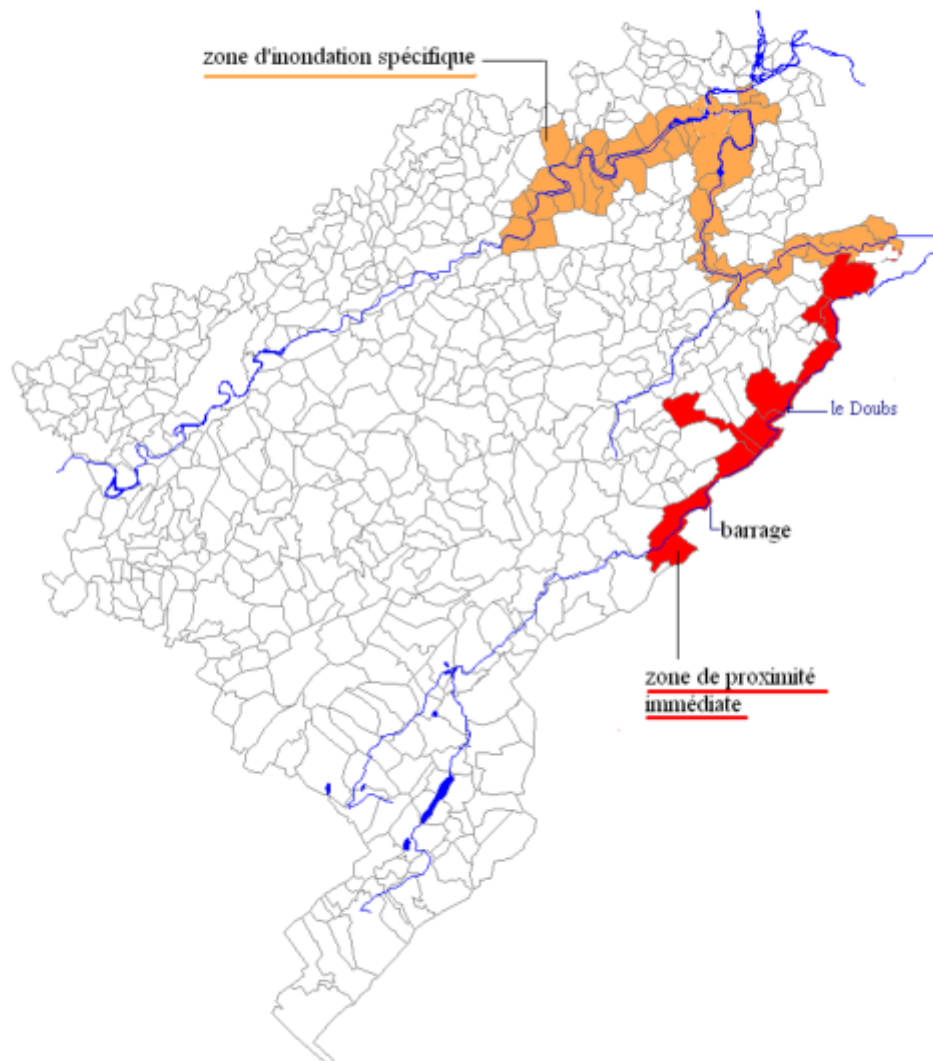 zone d'inondation spécifique
le Doubs
barrage
zone de proximité
immédiate